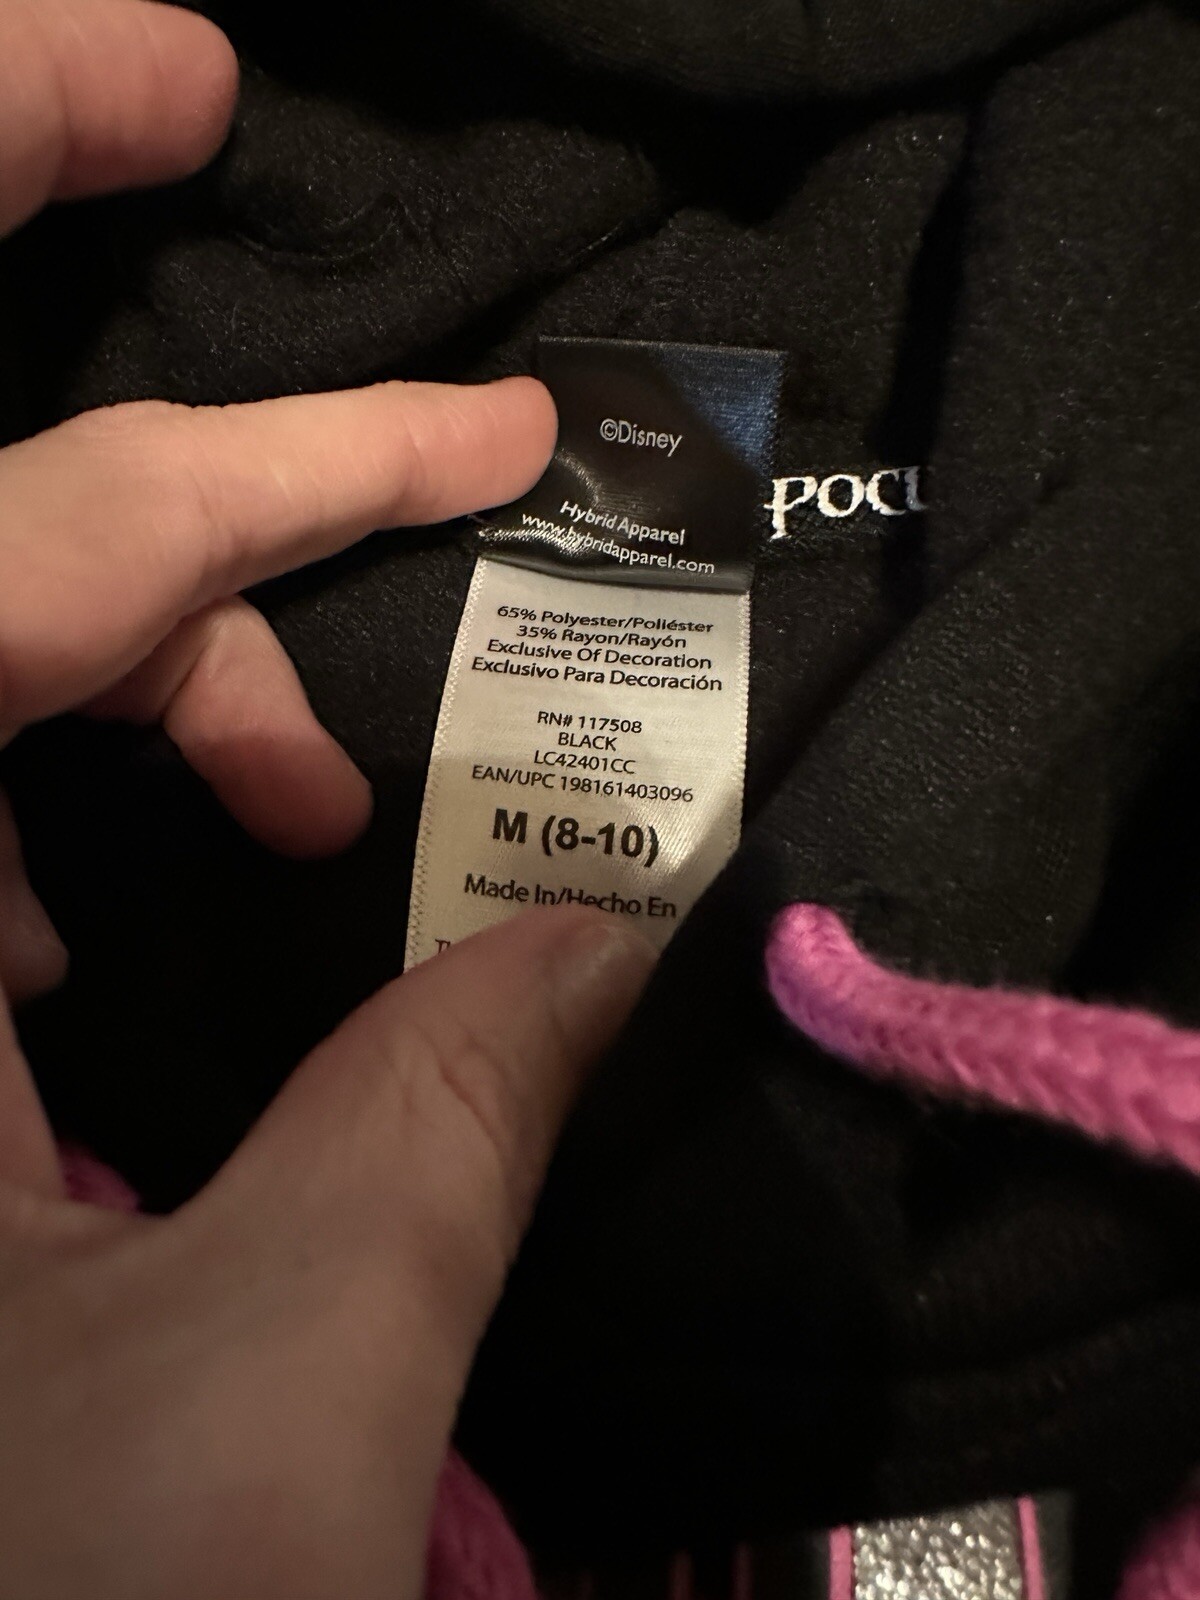 ©Disney
Hybrid Apparel
www.hybridapparel.com
65% Polyester/Poliéster
35% Rayon/Rayón
Exclusive Of Decoration
Exclusivo Para Decoración
RN# 117508
BLACK
LC42401CC
EAN/UPC 198161403096
M (8-10)
Made In/Hecho En
POCU